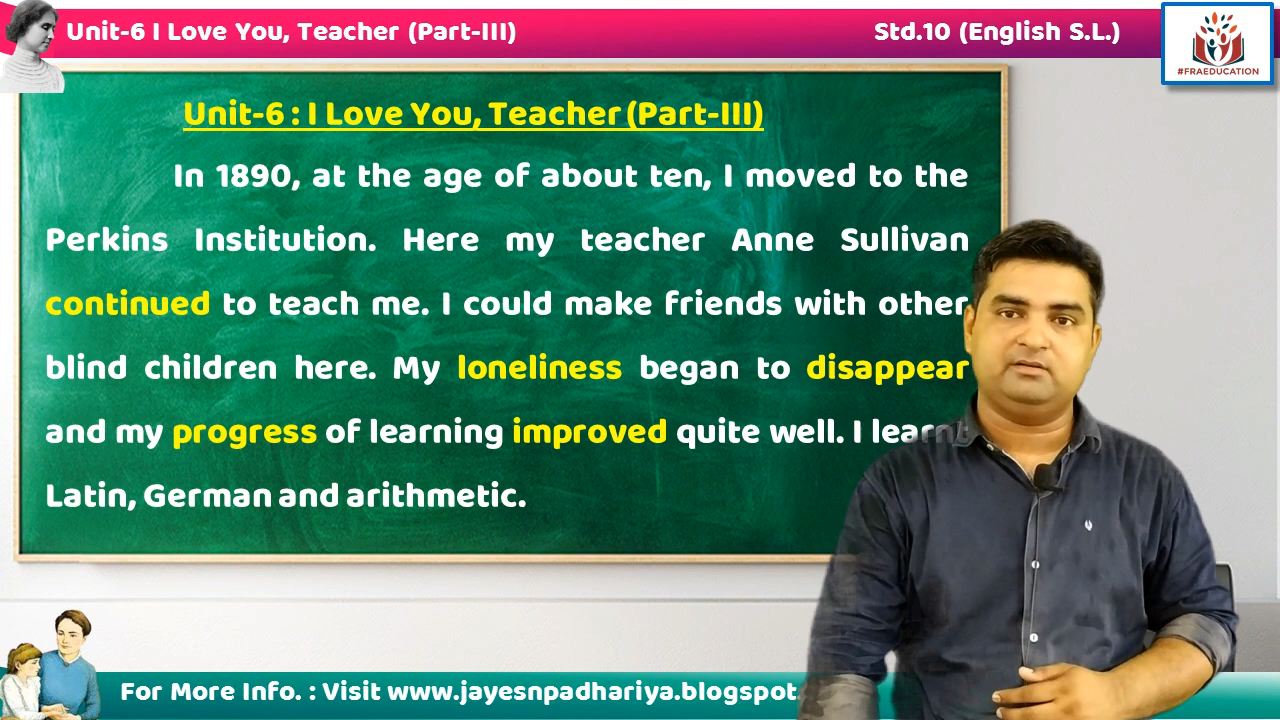 Unit-6 I Love You, Teacher (Part-III)
Std.10 (English S.L.)
#FRAEDUCATION
Unit-6 : I Love You, Teacher (Part-III)
In 1890, at the age of about ten, I moved to the
Perkins Institution. Here my teacher Anne Sullivan
continued to teach me. I could make friends with other
blind children here. My loneliness began to disappear
and my progress of learning improved quite well. I learnt
Latin, German and arithmetic.
For More Info. : Visit www.jayesnpadhariya.blogspot.